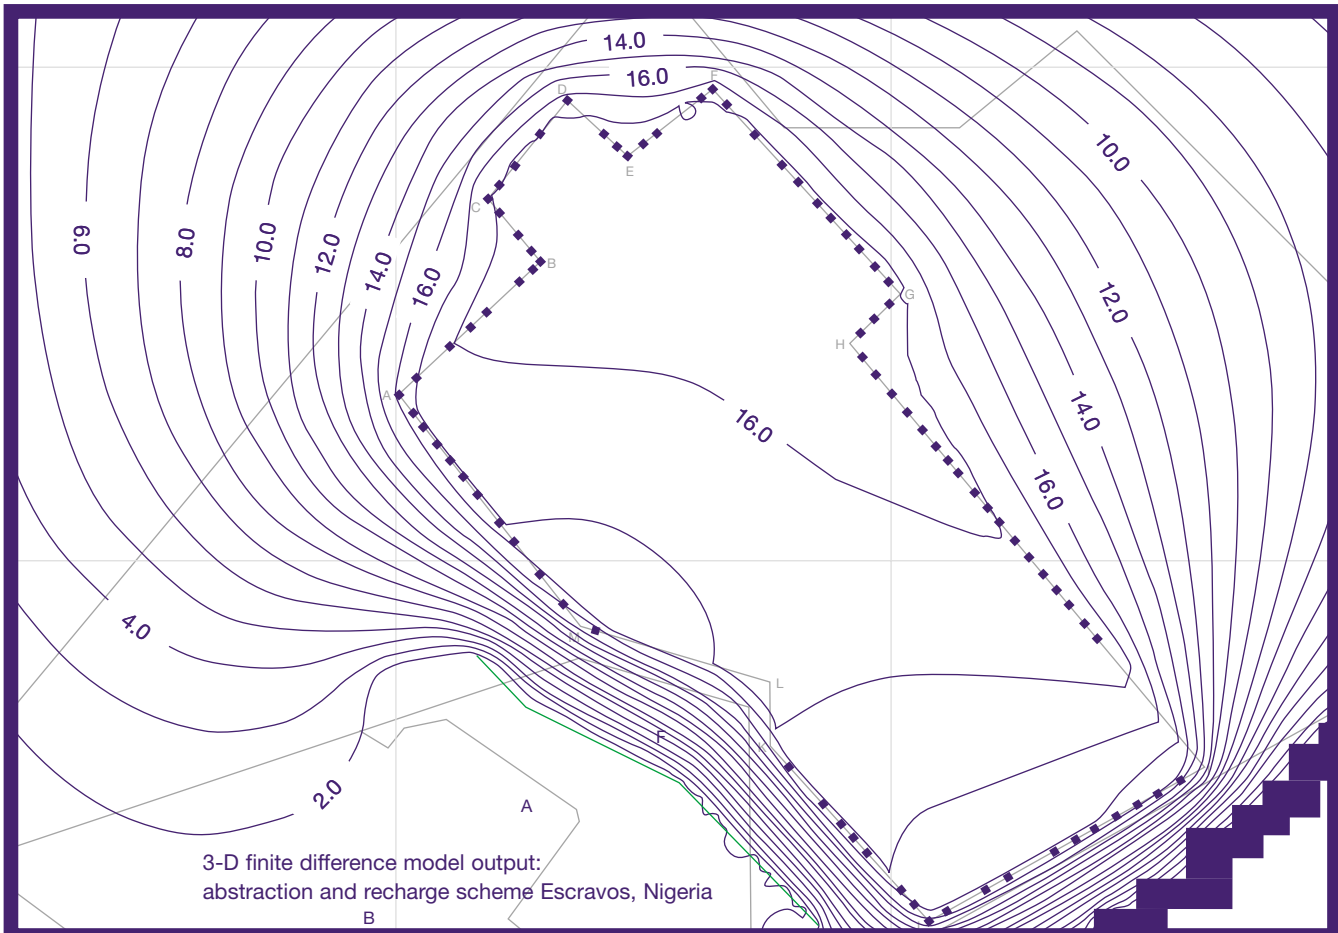 14.0
16.0
F
D
10.0
E
C
6.0
8.0
10.0
12.0
14.0
16.0
B
G
12.0
H
A
14.0
16.0
16.0
4.0
M
L
F
K
2.0
A
3-D finite difference model output:
abstraction and recharge scheme Escravos, Nigeria
B